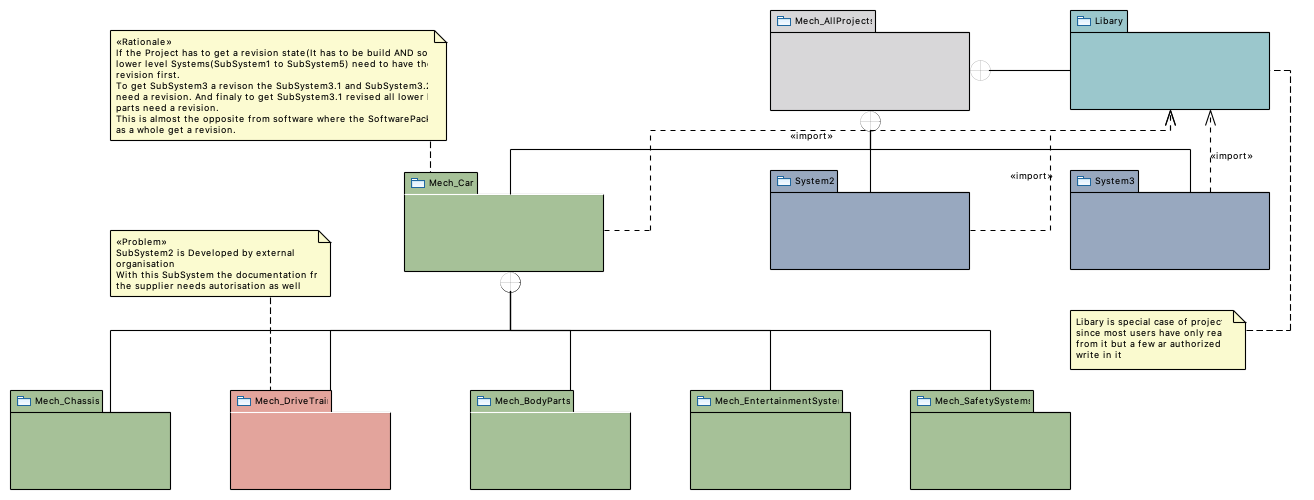 Mech_AllProjects
Libary
«Rationale»
If the Project has to get a revision state(It has to be build AND so
lower level Systems(SubSystem1 to SubSystem5) need to have the
revision first.
To get SubSystem3 a revison the SubSystem3.1 and SubSystem3.2
need a revision. And finaly to get SubSystem3.1 revised all lower
parts need a revision.
This is almost the opposite from software where the SoftwarePack
as a whole get a revision.
«import»
«import»
«import»
Mech_Car
System2
System3
«Problem»
SubSystem2 is Developed by external
organisation
With this SubSystem the documentation fr
the supplier needs autorisation as well
Libary is special case of projec
since most users have only rea
from it but a few ar authorized
write in it
Mech_Chassis
Mech_DriveTrai
Mech_BodyParts
Mech_EntertainmentSyste
Mech_SafetySystems